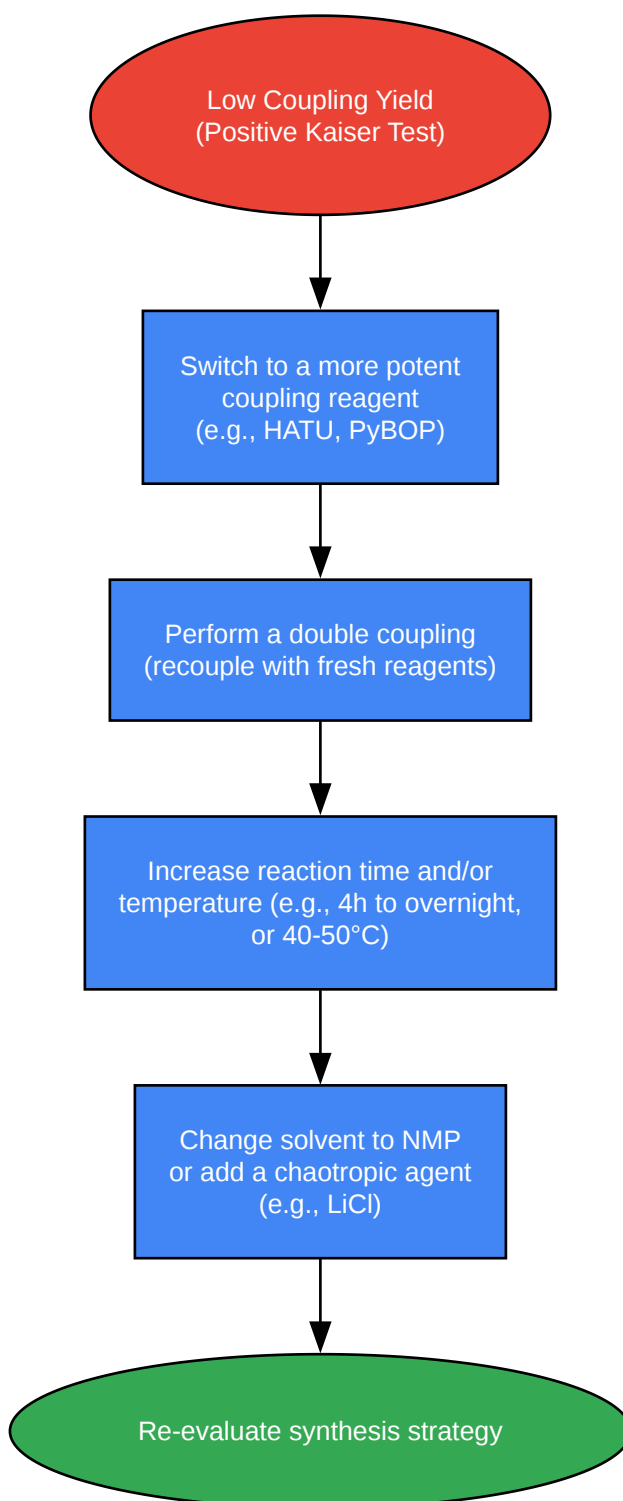 Low Coupling Yield
(Positive Kaiser Test)
Switch to a more potent
coupling reagent
(e.g., HATU, PyBOP)
Perform a double coupling
(recouple with fresh reagents)
Increase reaction time and/or
temperature (e.g., 4h to overnight,
or 40-50°C)
Change solvent to NMP
or add a chaotropic agent
(e.g., LiCl)
Re-evaluate synthesis strategy